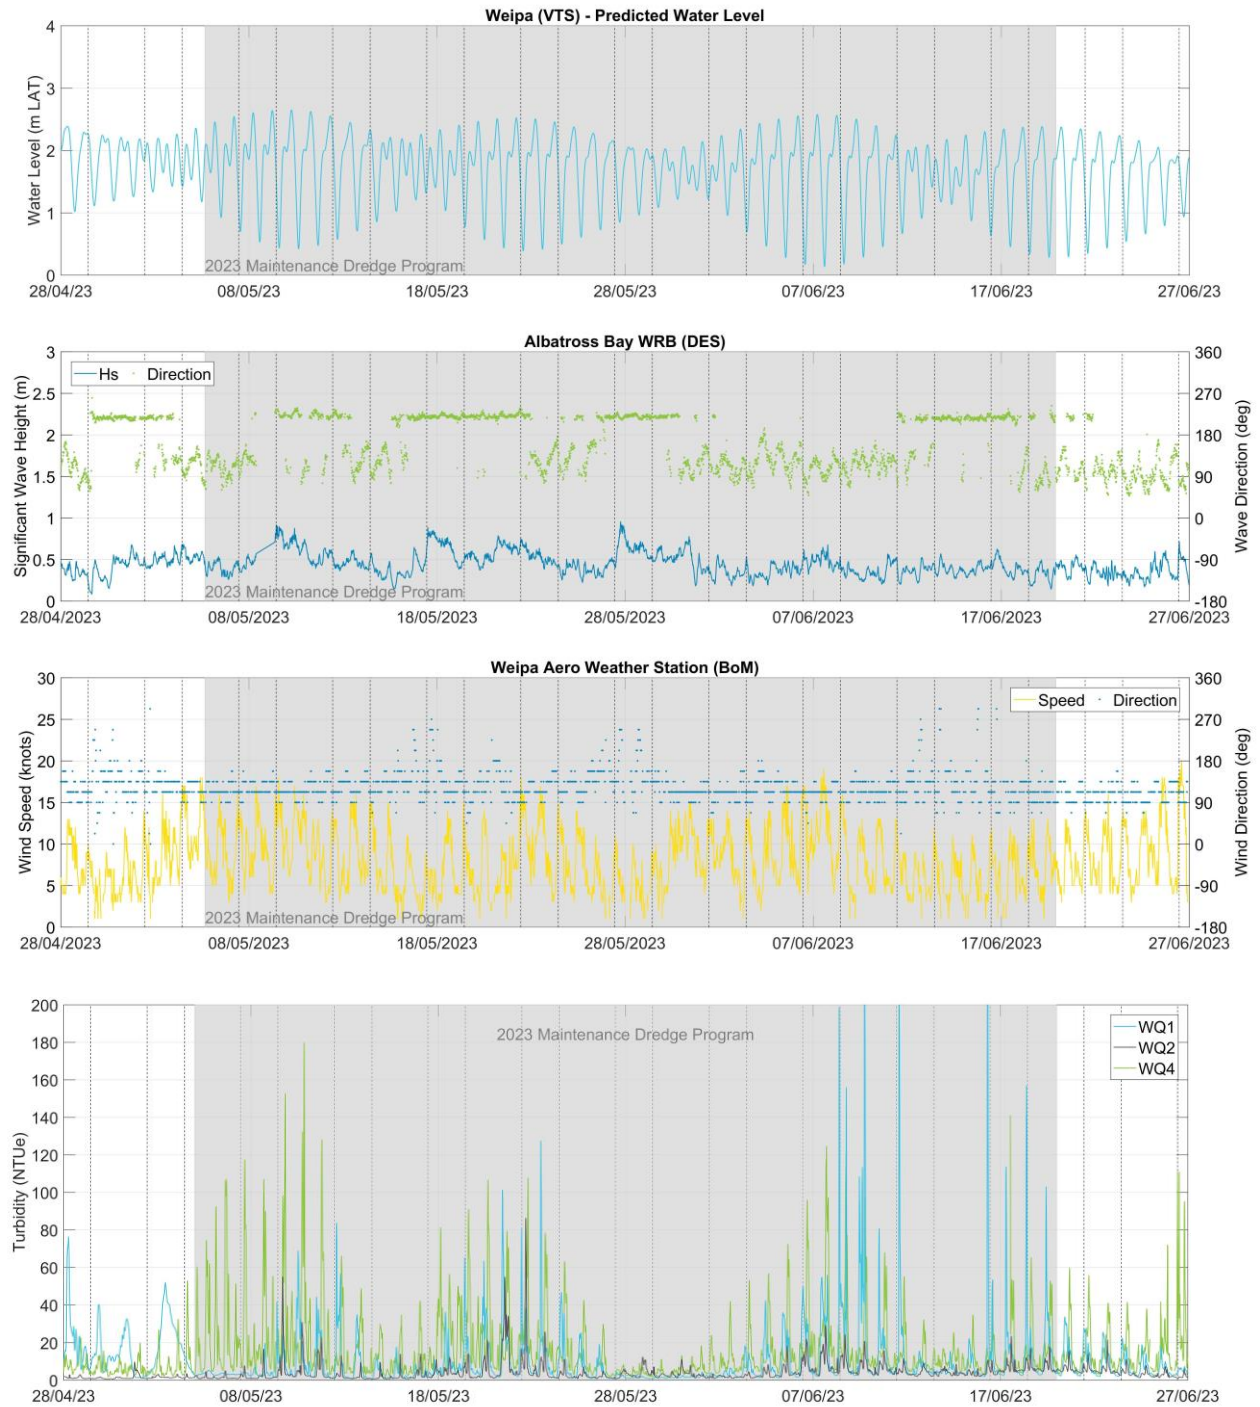 Weipa (VTS) - Predicted Water Level
4
3
2
1
0
Water Level (m LAT)
2023 Maintenance Dredge Program
28/04/23 08/05/23 18/05/23 28/05/23 07/06/23 17/06/23 27/06/23
Albatross Bay WRB (DES)
Hs Direction
3
2.5
2
1.5
1
0.5
0
Significant Wave Height (m)
360
270
180
90
0
-90
-180
Wave Direction (deg)
2023 Maintenance Dredge Program
28/04/23 08/05/2023 18/05/2023 28/05/2023 07/06/2023 17/06/2023 27/06/2023
Weipa Aero Weather Station (BoM)
Speed Direction
30
25
20
15
10
5
0
Wind Speed (knots)
360
270
180
90
0
-90
-180
Wind Direction (deg)
2023 Maintenance Dredge Program
28/04/2023 08/05/2023 18/05/2023 28/05/2023 07/06/2023 17/06/2023 27/06/2023
200
180
160
140
120
100
80
60
40
20
0
Turbidity (NTUe)
2023 Maintenance Dredge Program
WQ1
WQ2
WQ4
28/04/23 08/05/23 18/05/23 28/05/23 07/06/23 17/06/23 27/06/23